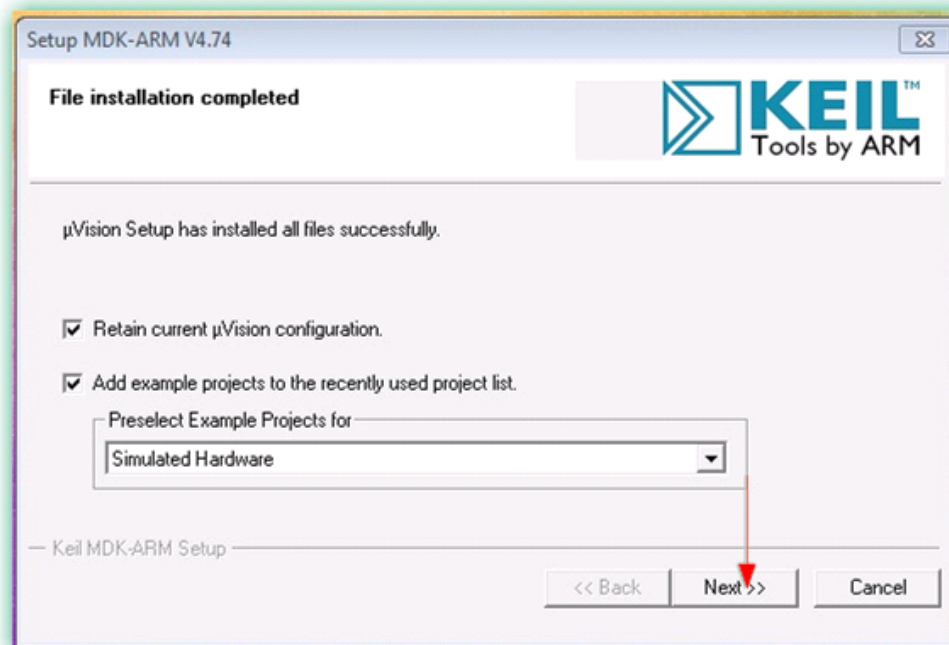 Setup MDK-ARM V4.74
File installation completed
KEIL™
Tools by ARM
µVision Setup has installed all files successfully.
Retain current µVision configuration.
Add example projects to the recently used project list.
Preselect Example Projects for
Simulated Hardware
Keil MDK-ARM Setup
<< Back
Next >>
Cancel